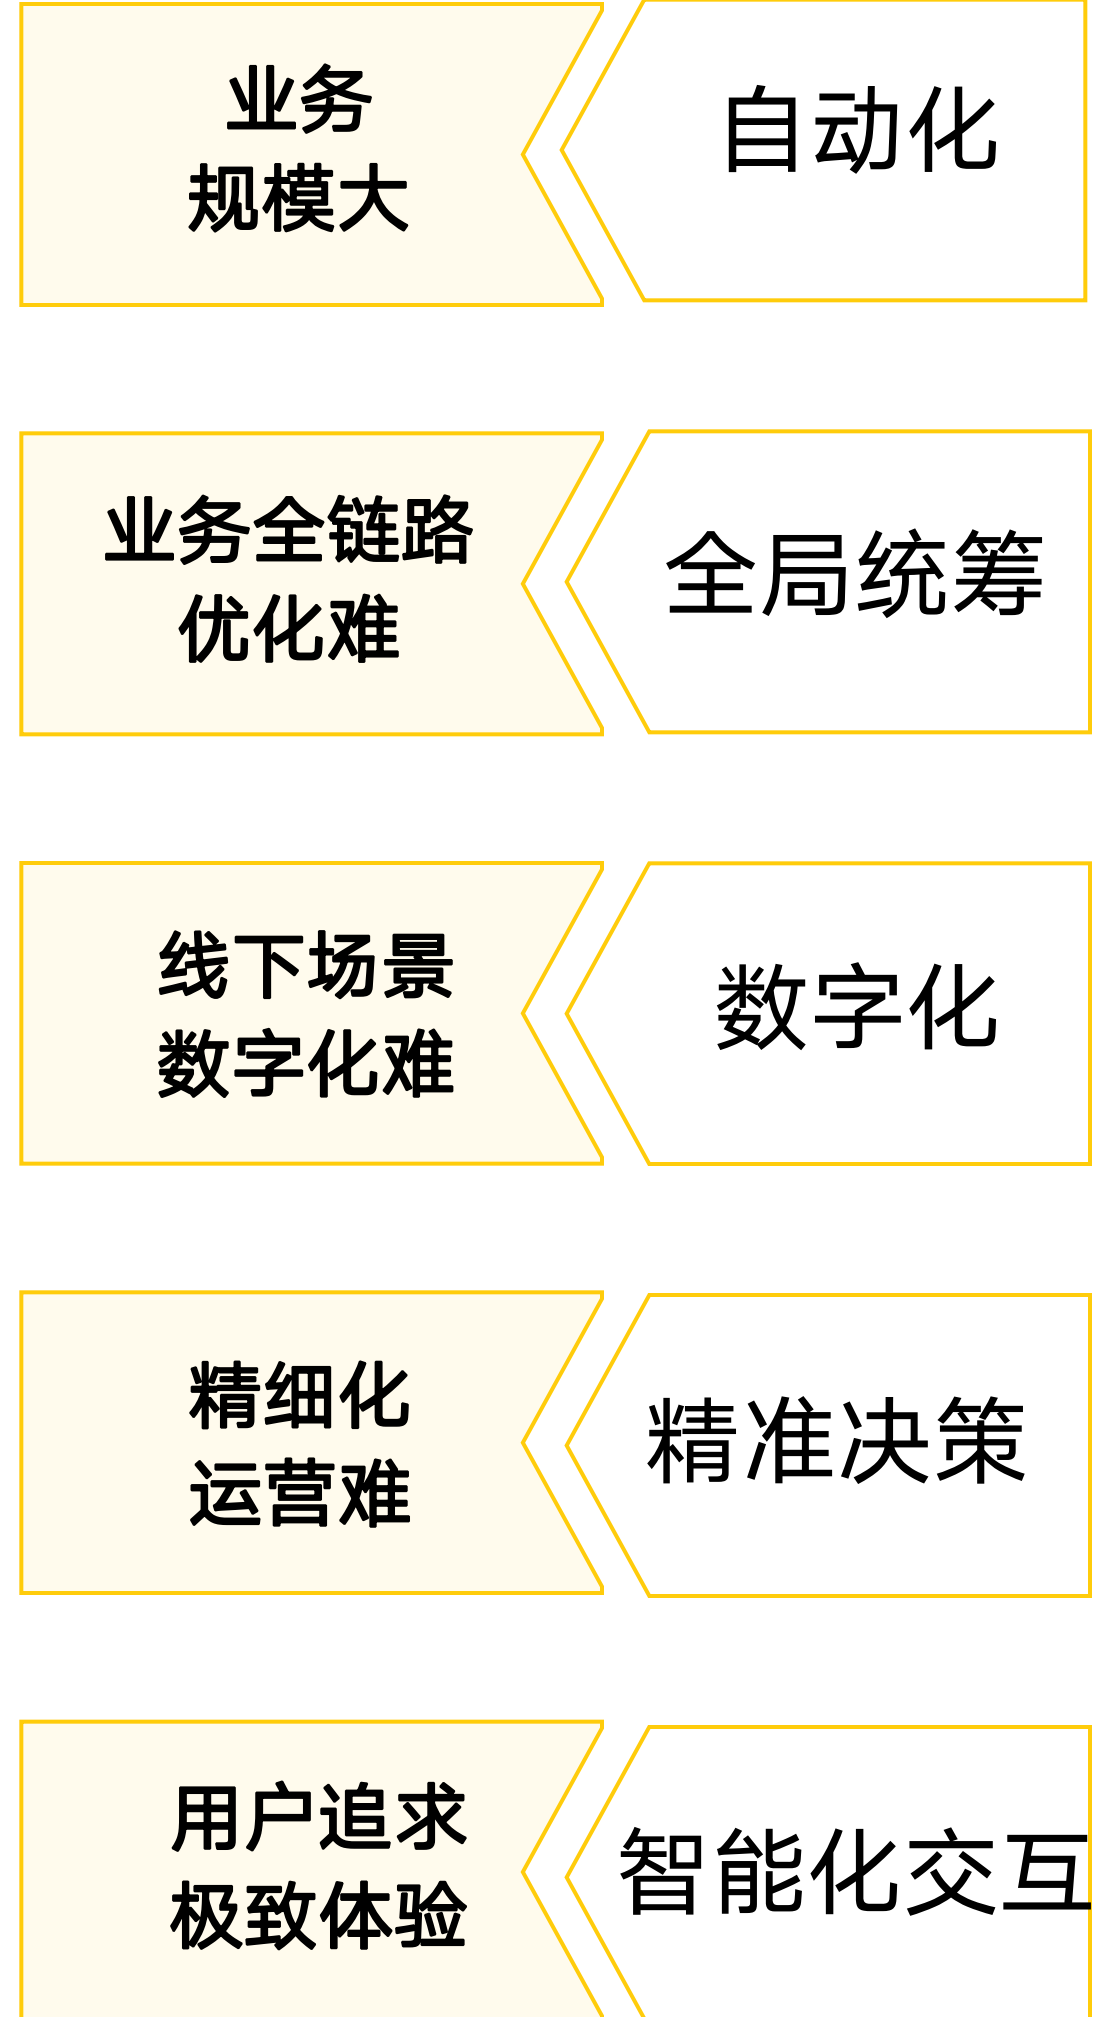 业务
规模大
自动化
业务全链路
优化难
全局统筹
线下场景
数字化难
数字化
精细化
运营难
精准决策
用户追求
极致体验
智能化交互